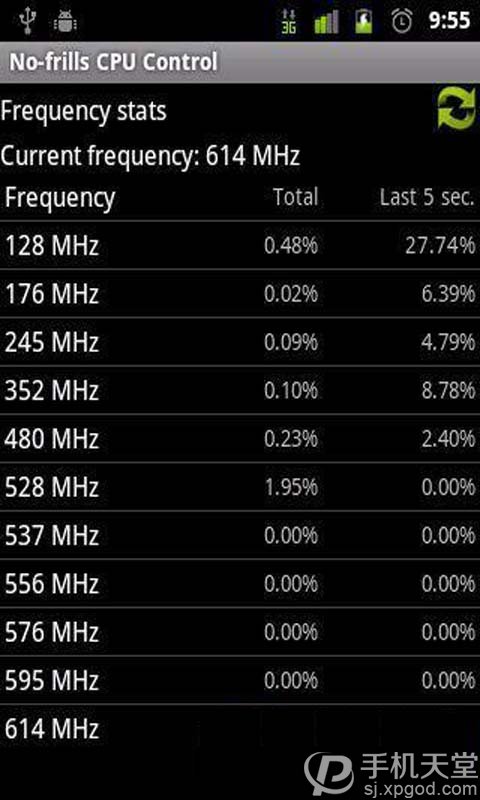 3G 9:55
No-frills CPU Control
Frequency stats
Current frequency: 614 MHz
Frequency Total Last 5 sec.
128 MHz 0.48% 27.74%
176 MHz 0.02% 6.39%
245 MHz 0.09% 4.79%
352 MHz 0.10% 8.78%
480 MHz 0.23% 2.40%
528 MHz 1.95% 0.00%
537 MHz 0.00% 0.00%
556 MHz 0.00% 0.00%
576 MHz 0.00% 0.00%
595 MHz 0.00% 0.00%
614 MHz
手机天堂
sj.xpgod.com